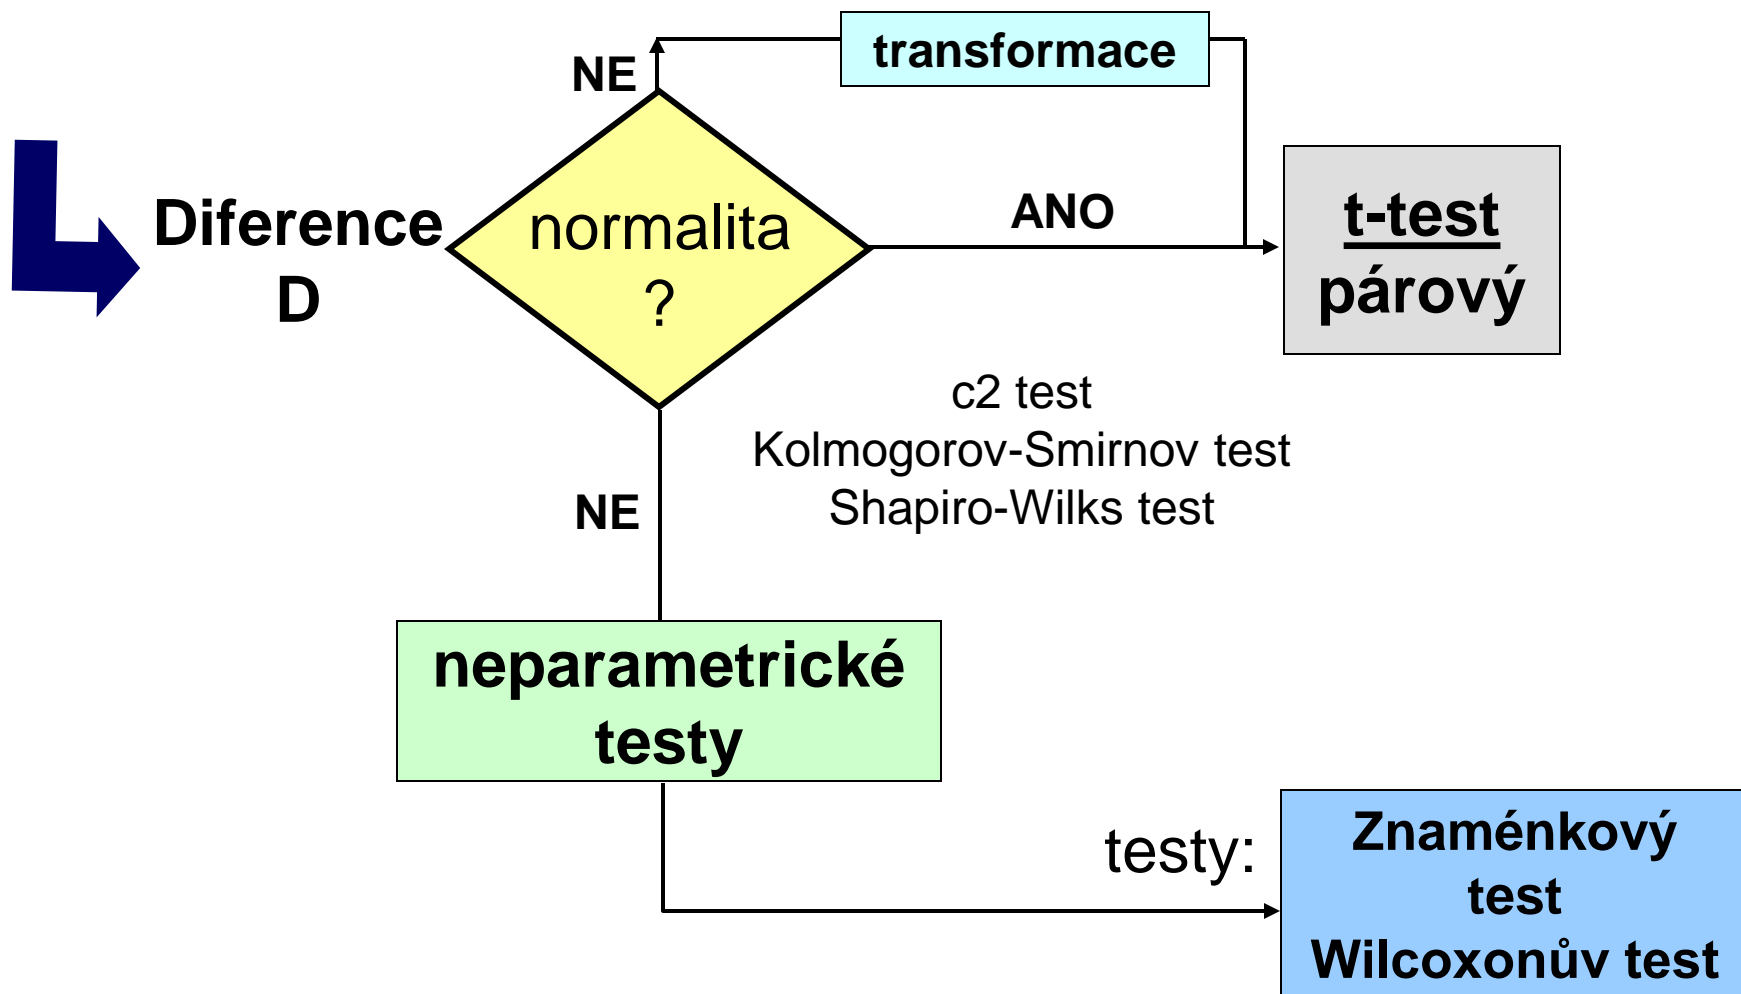 transformace
NE
Diference
D
normalita
?
ANO
t-test
párový
c2 test
Kolmogorov-Smirnov test
Shapiro-Wilks test
NE
neparametrické
testy
testy:
Znaménkový
test
Wilcoxonův test